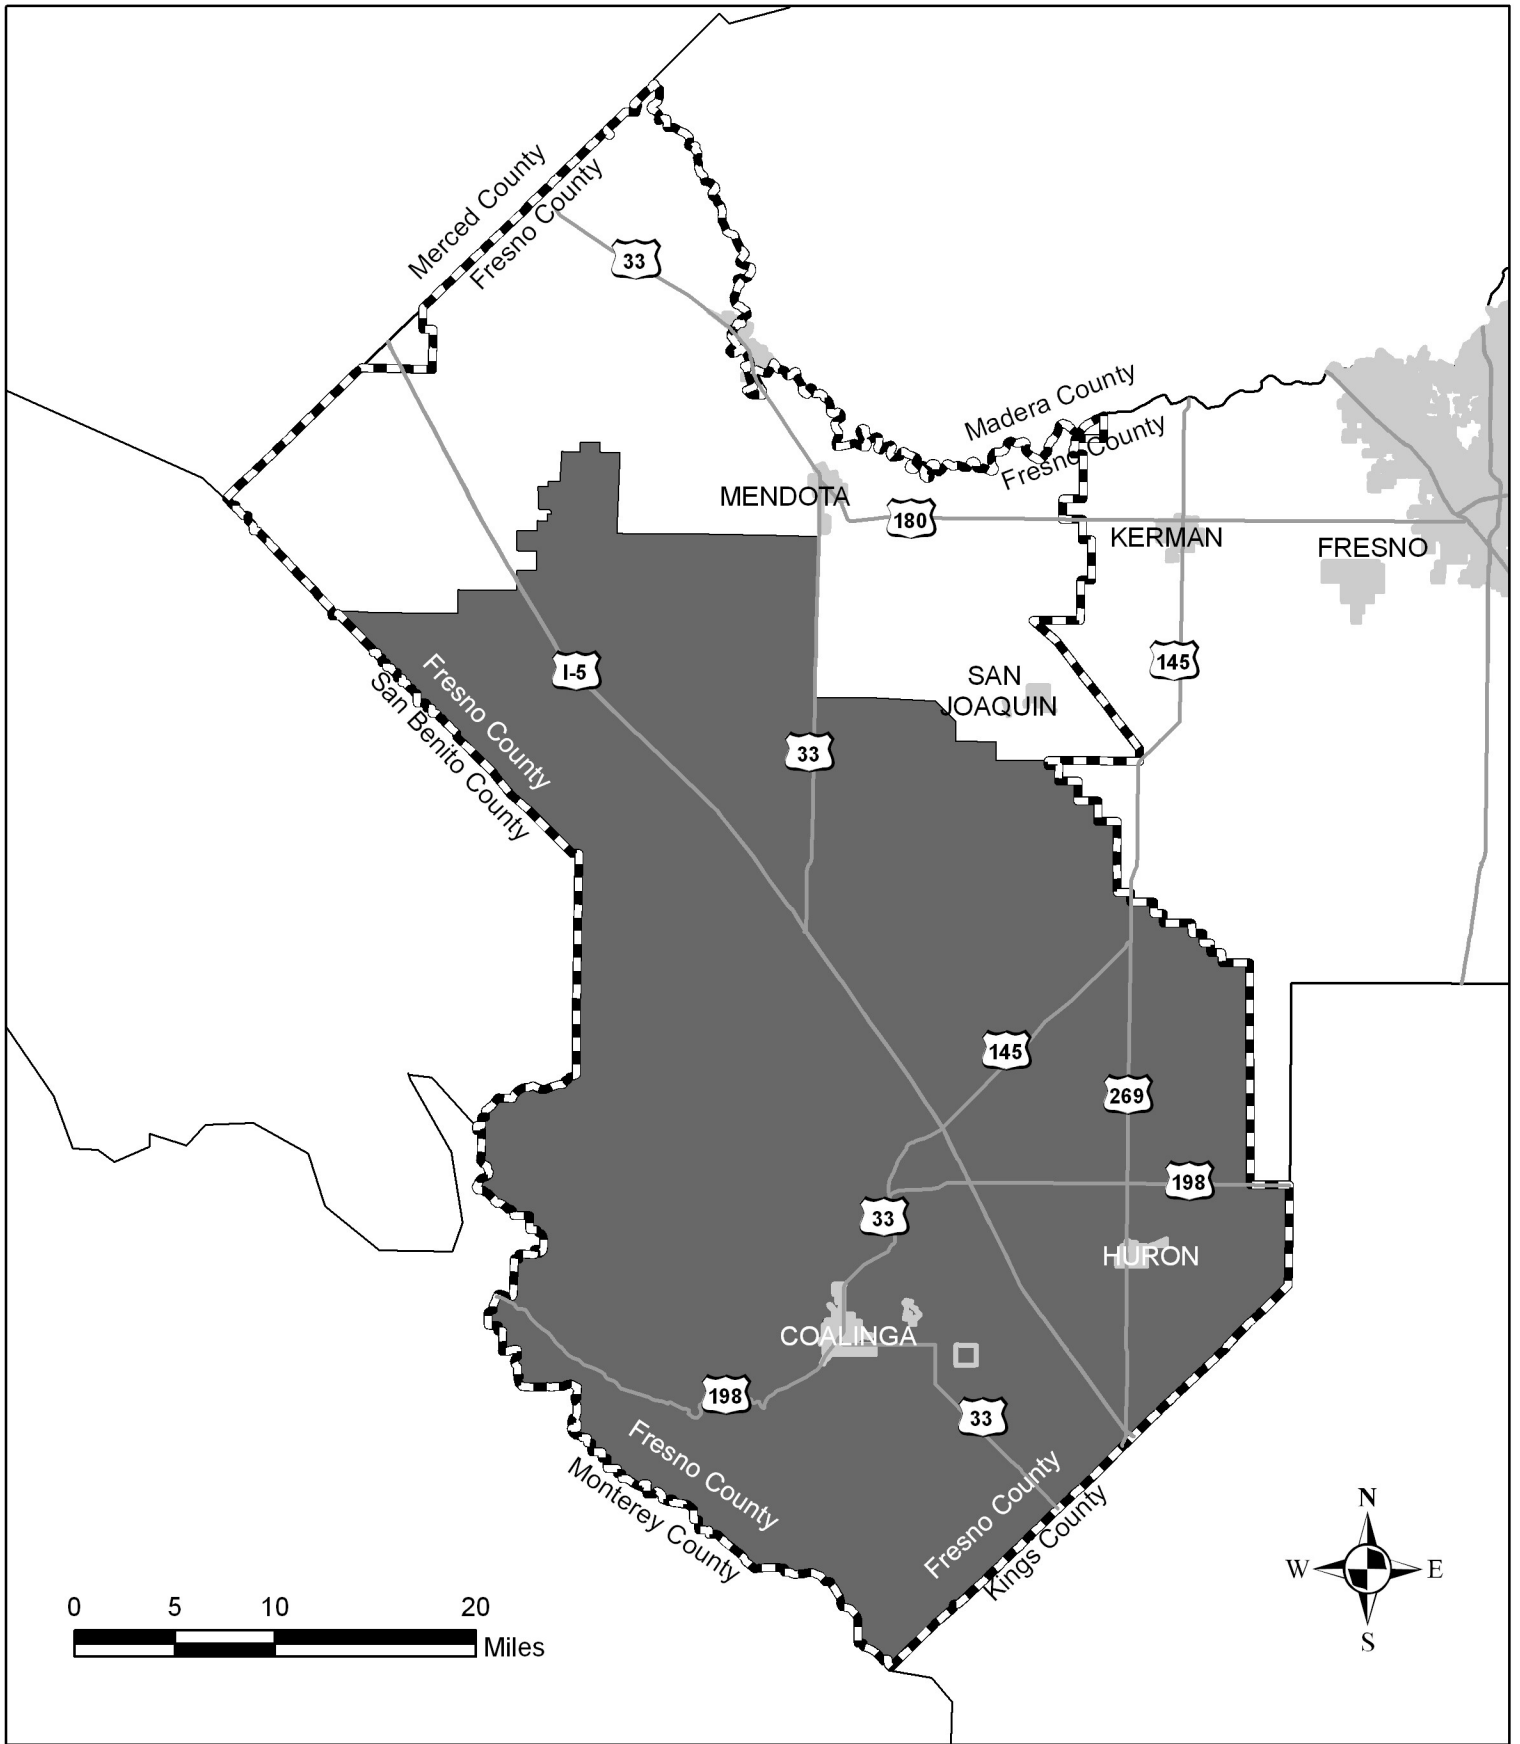 Merced County
Fresno County
33
Madera County
Fresno County
MENDOTA
180
KERMAN
FRESNO
I-5
Fresno County
San Benito County
145
SAN
JOAQUIN
33
145
269
198
33
HURON
COALINGA
198
33
Fresno County
Monterey County
Fresno County
Kings County
N
W
E
S
0 5 10 20
Miles